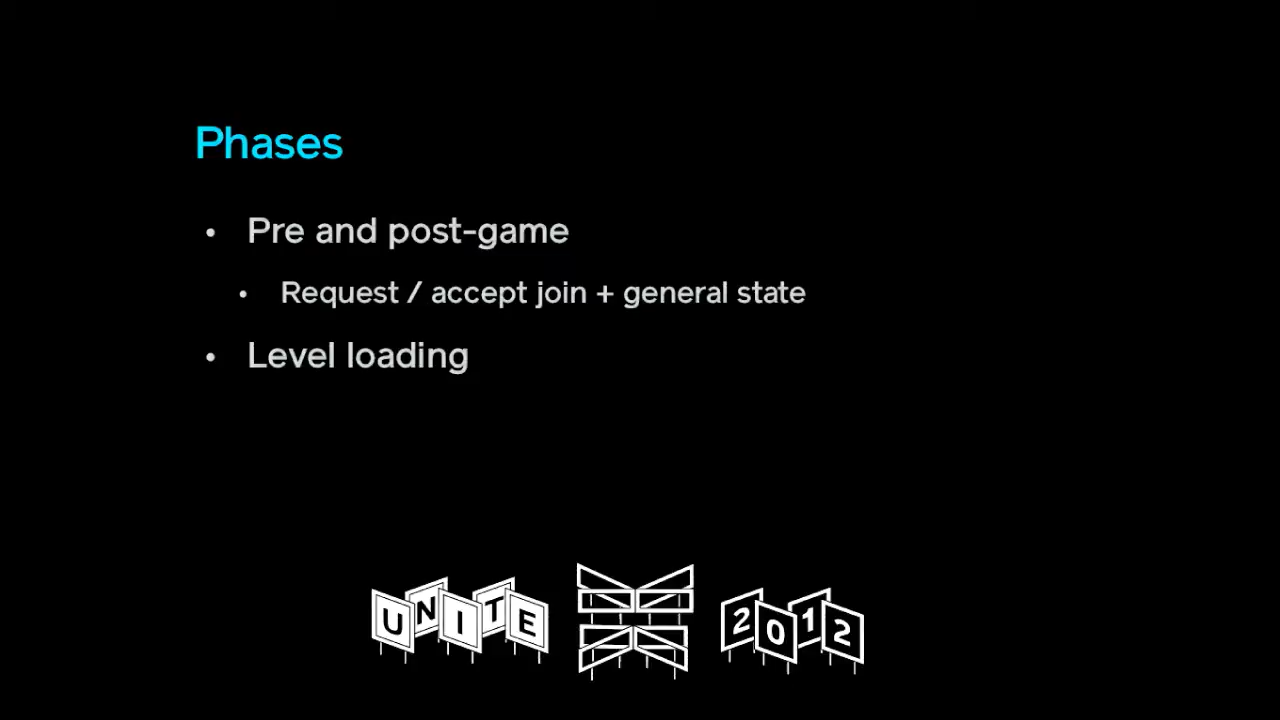 Phases
• Pre and post-game
• Request / accept join + general state
• Level loading
UNITE 2012